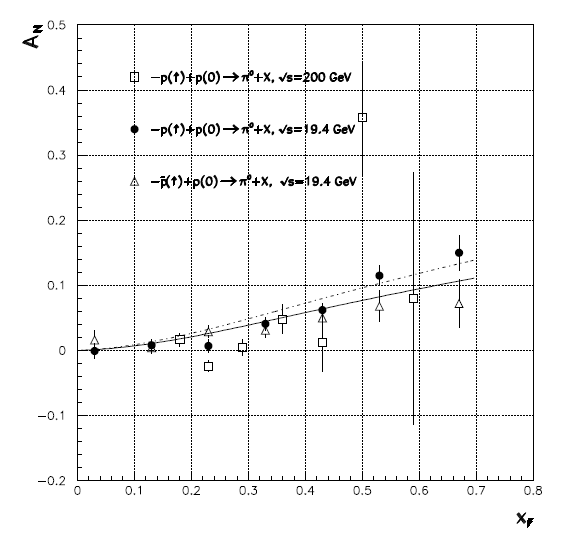 A_N
0.5
0.4
0.3
0.2
0.1
0
−0.1
−0.2
−p(↑)+p(0)→π⁰+X, √s=200 GeV
−p(↑)+p(0)→π⁰+X, √s=19.4 GeV
−p̄(↑)+p(0)→π⁰+X, √s=19.4 GeV
0 0.1 0.2 0.3 0.4 0.5 0.6 0.7 0.8
x_F